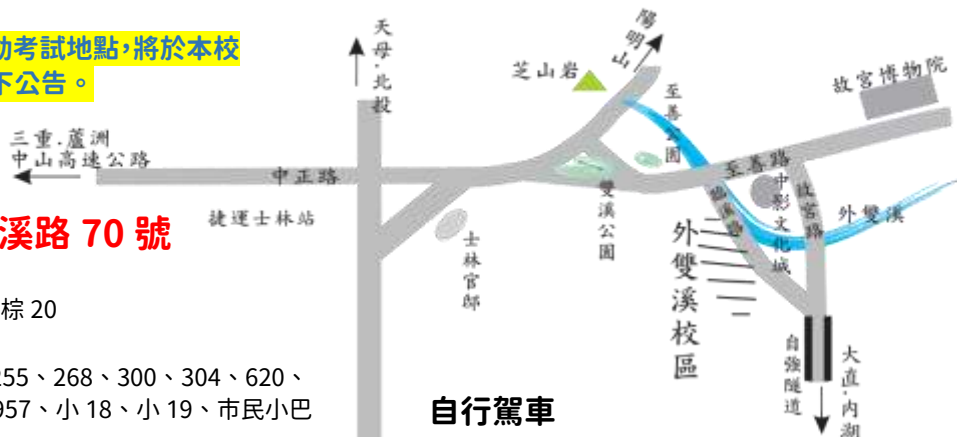 勋考試地點，將於本校
下公告。
溪路 70 號
棕 20
255、268、300、304、620、
957、小 18、小 19、市民小巴
自行駕車
天母.北投
陽明山
芝山岩
故宮博物院
至善公園
三重.蘆洲
中山高速公路
中正路
至善路
捷運士林站
雙溪公園
士林官邸
中影文化城
故宮路
外雙溪
外雙溪校區
自強隧道
大直.內湖